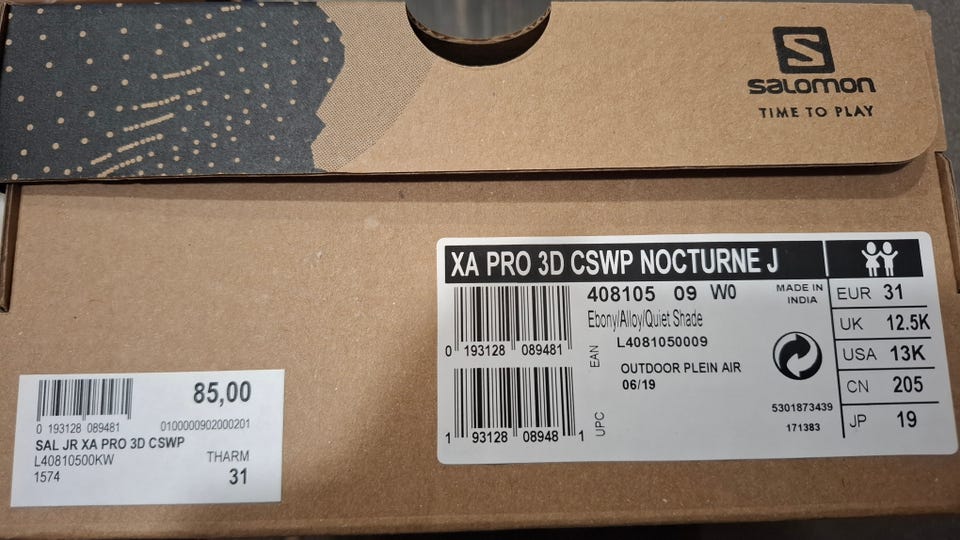 SALOMON
TIME TO PLAY
XA PRO 3D CSWP NOCTURNE J
408105 09 W0
MADE IN
INDIA
Ebony/Alloy/Quiet Shade
L4081050009
OUTDOOR PLEIN AIR
06/19
5301873439
171383
EAN
0 193128 089481
UPC
1 93128 08948 1
EUR 31
UK 12.5K
USA 13K
CN 205
JP 19
85,00
0 193128 089481
0100000902000201
SAL JR XA PRO 3D CSWP
L40810500KW
THARM
1574
31